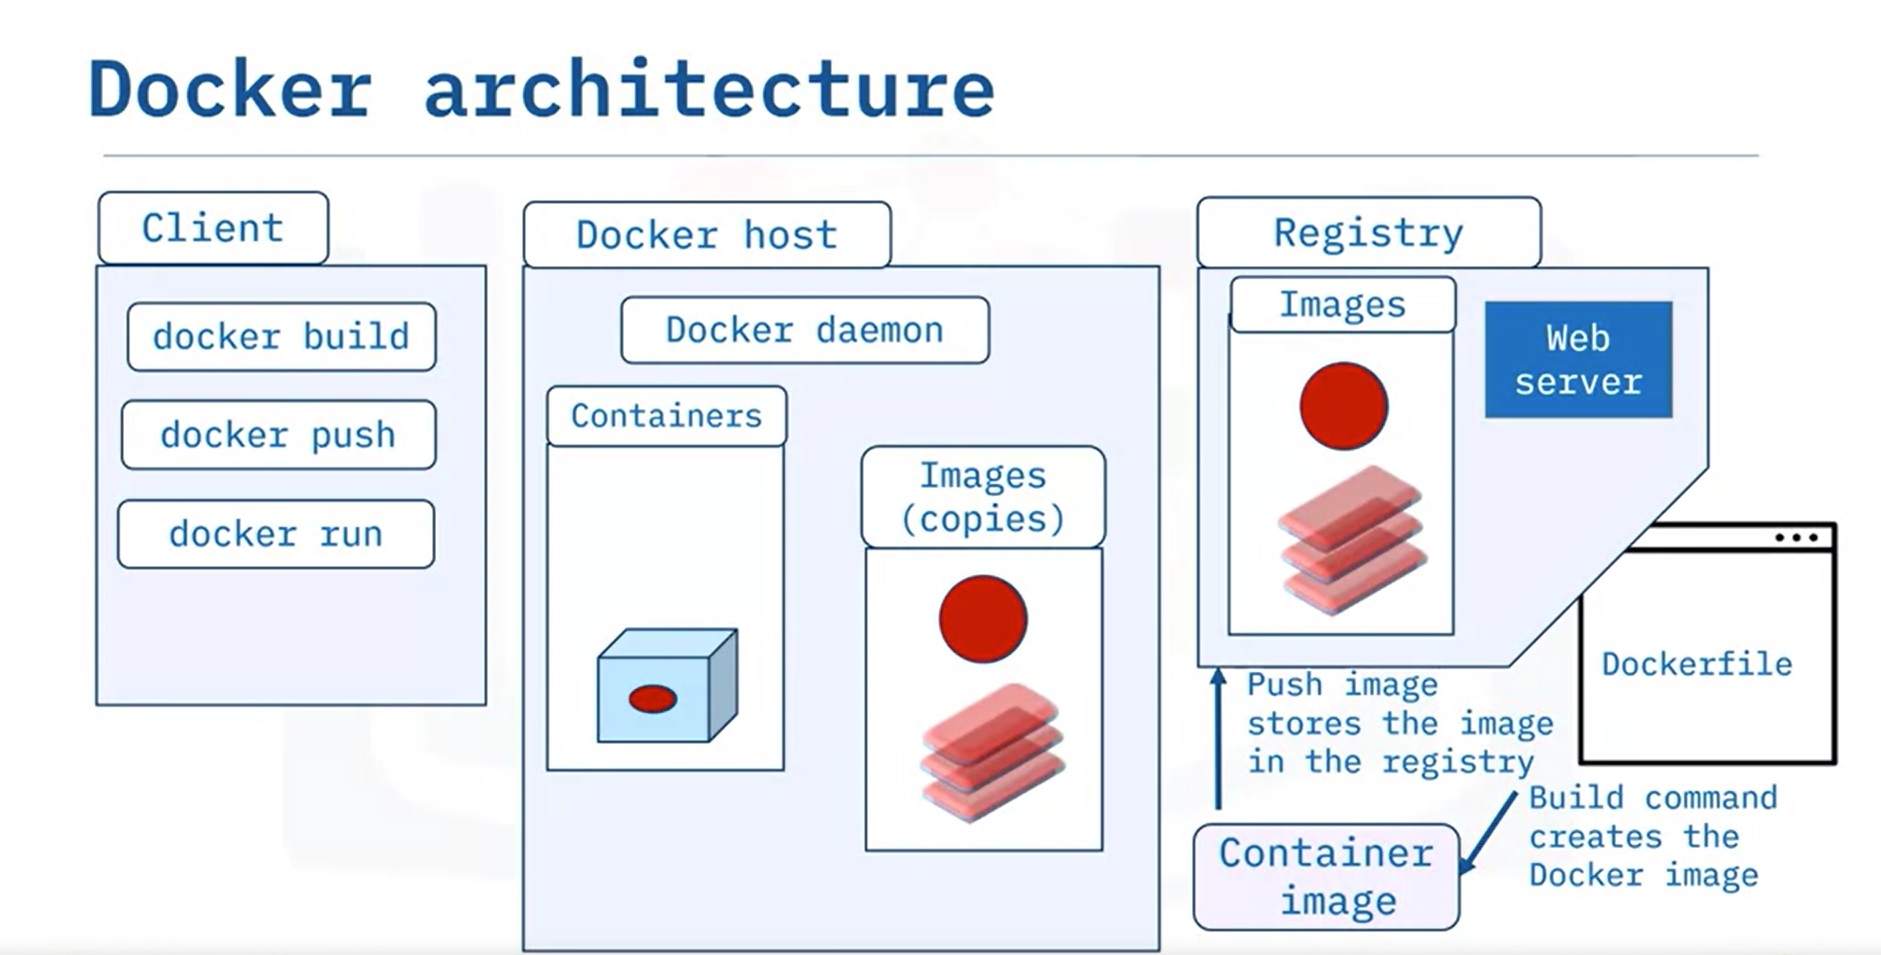 Docker architecture
Client
docker build
docker push
docker run
Docker host
Docker daemon
Containers
Images
(copies)
Registry
Images
Web
server
Dockerfile
Push image
stores the image
in the registry
Build command
creates the
Docker image
Container
image